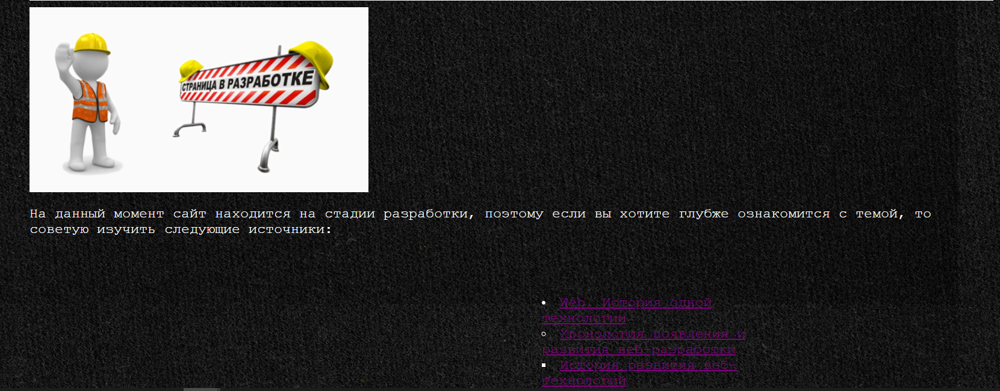 СТРАНИЦА В РАЗРАБОТКЕ
На данный момент сайт находится на стадии разработки, поэтому если вы хотите глубже ознакомится с темой, то
советую изучить следующие источники:
Web. История одной
технологии
Хронология появления и
развития веб-разработки
История развития веб-
технологий